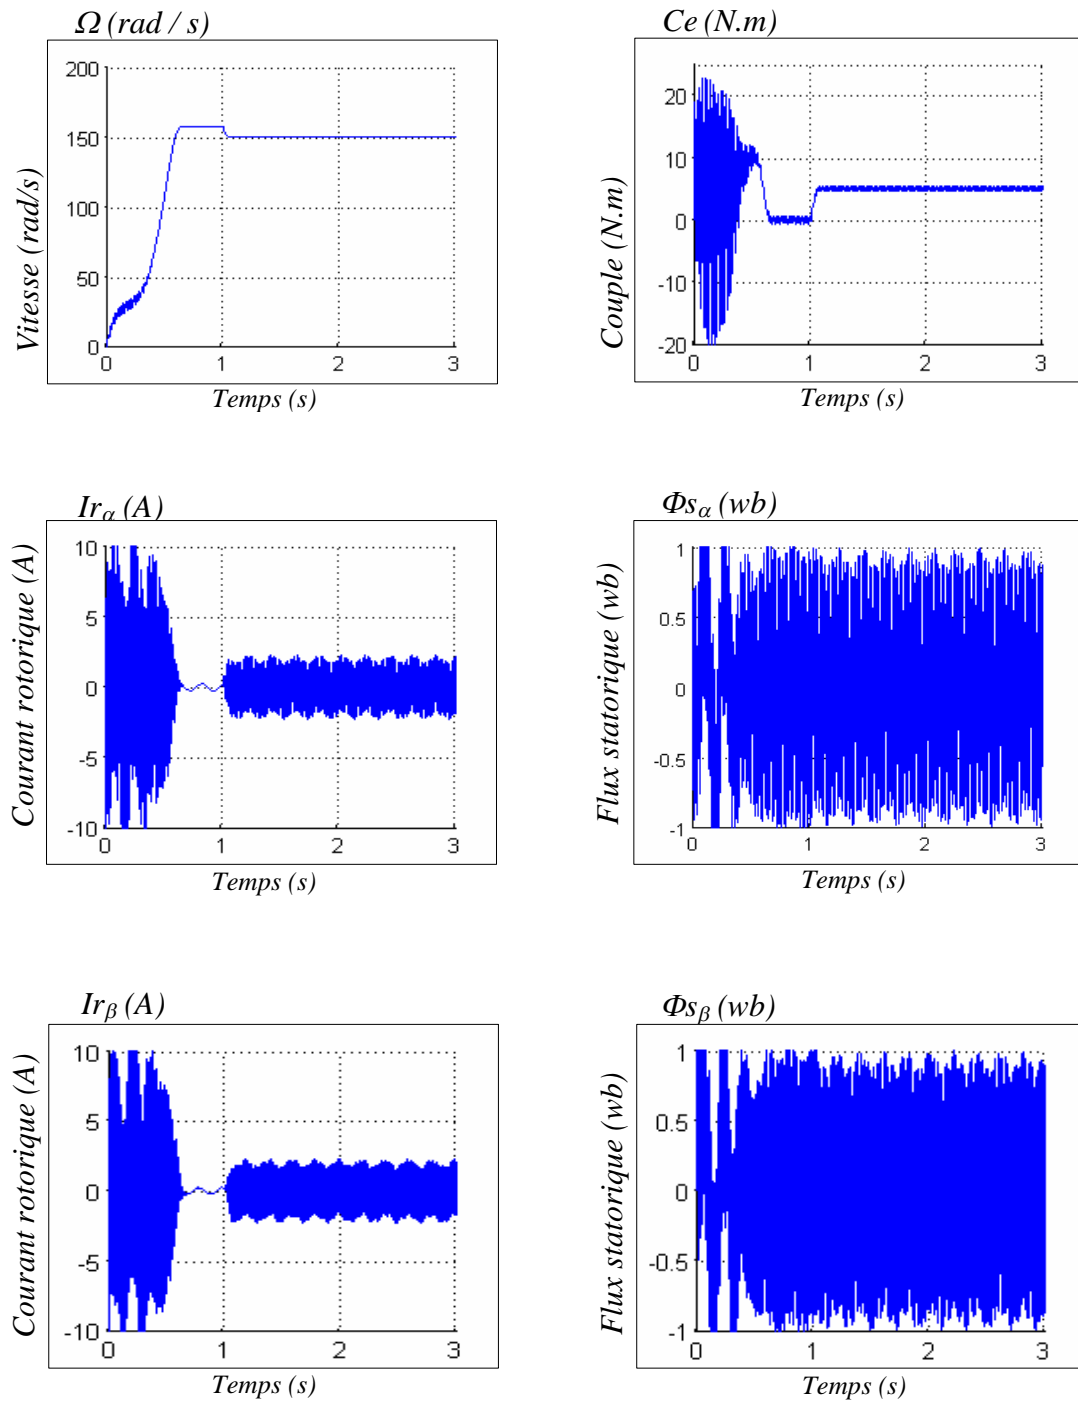 Ω (rad / s)
Vitesse (rad/s)
200
150
100
50
0
0 1 2 3
Temps (s)
Ce (N.m)
Couple (N.m)
20
10
0
-10
-20
0 1 2 3
Temps (s)
Irα (A)
Courant rotorique (A)
10
5
0
-5
-10
0 1 2 3
Temps (s)
Φsα (wb)
Flux statorique (wb)
1
0.5
0
-0.5
-1
0 1 2 3
Temps (s)
Irβ (A)
Courant rotorique (A)
10
5
0
-5
-10
0 1 2 3
Temps (s)
Φsβ (wb)
Flux statorique (wb)
1
0.5
0
-0.5
-1
0 1 2 3
Temps (s)